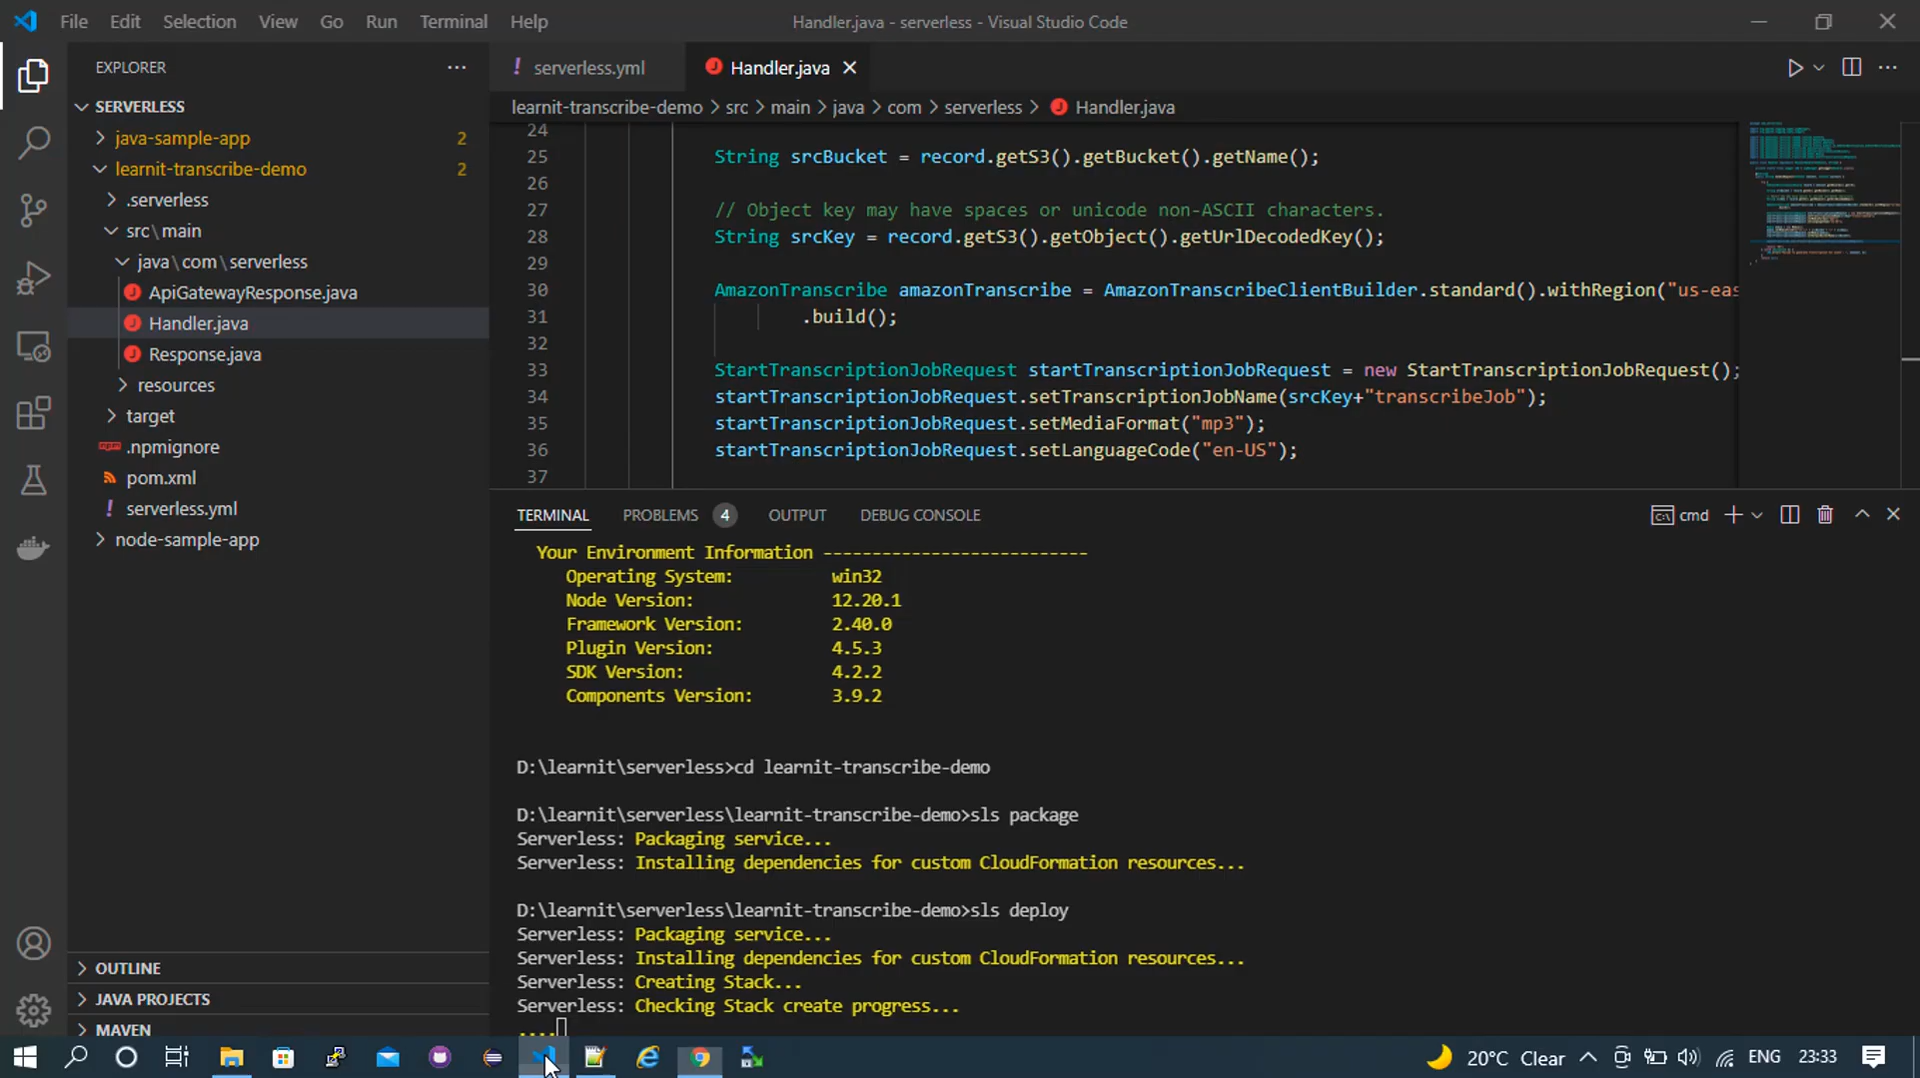 File Edit Selection View Go Run Terminal Help
Handler.java - serverless - Visual Studio Code
EXPLORER
SERVERLESS
java-sample-app 2
learnit-transcribe-demo 2
.serverless
src\main
java\com\serverless
ApiGatewayResponse.java
Handler.java
Response.java
resources
target
.npmignore
pom.xml
serverless.yml
node-sample-app
OUTLINE
JAVA PROJECTS
MAVEN
serverless.yml
Handler.java
learnit-transcribe-demo > src > main > java > com > serverless > Handler.java
24
25 String srcBucket = record.getS3().getBucket().getName();
26
27 // Object key may have spaces or unicode non-ASCII characters.
28 String srcKey = record.getS3().getObject().getUrlDecodedKey();
29
30 AmazonTranscribe amazonTranscribe = AmazonTranscribeClientBuilder.standard().withRegion("us-eas
31 .build();
32
33 StartTranscriptionJobRequest startTranscriptionJobRequest = new StartTranscriptionJobRequest();
34 startTranscriptionJobRequest.setTranscriptionJobName(srcKey+"transcribeJob");
35 startTranscriptionJobRequest.setMediaFormat("mp3");
36 startTranscriptionJobRequest.setLanguageCode("en-US");
37
TERMINAL PROBLEMS 4 OUTPUT DEBUG CONSOLE
cmd
Your Environment Information ---------------------------
Operating System: win32
Node Version: 12.20.1
Framework Version: 2.40.0
Plugin Version: 4.5.3
SDK Version: 4.2.2
Components Version: 3.9.2
D:\learnit\serverless>cd learnit-transcribe-demo
D:\learnit\serverless\learnit-transcribe-demo>sls package
Serverless: Packaging service...
Serverless: Installing dependencies for custom CloudFormation resources...
D:\learnit\serverless\learnit-transcribe-demo>sls deploy
Serverless: Packaging service...
Serverless: Installing dependencies for custom CloudFormation resources...
Serverless: Creating Stack...
Serverless: Checking Stack create progress...
....
20°C Clear
ENG
23:33